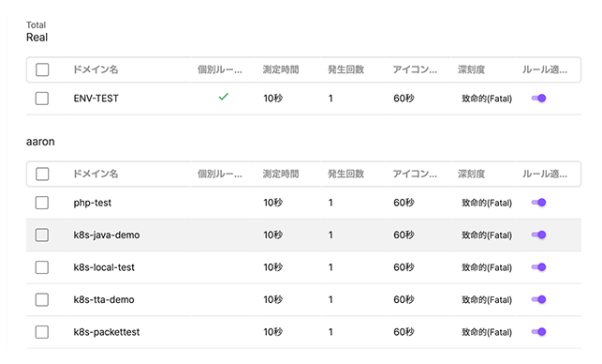 Total
Real
ドメイン名 個別ルー... 測定時間 発生回数 アイコン... 深刻度 ルール適...
ENV-TEST 10秒 1 60秒 致命的(Fatal)
aaron
ドメイン名 個別ルー... 測定時間 発生回数 アイコン... 深刻度 ルール適...
php-test 10秒 1 60秒 致命的(Fatal)
k8s-java-demo 10秒 1 60秒 致命的(Fatal)
k8s-local-test 10秒 1 60秒 致命的(Fatal)
k8s-tta-demo 10秒 1 60秒 致命的(Fatal)
k8s-packettest 10秒 1 60秒 致命的(Fatal)